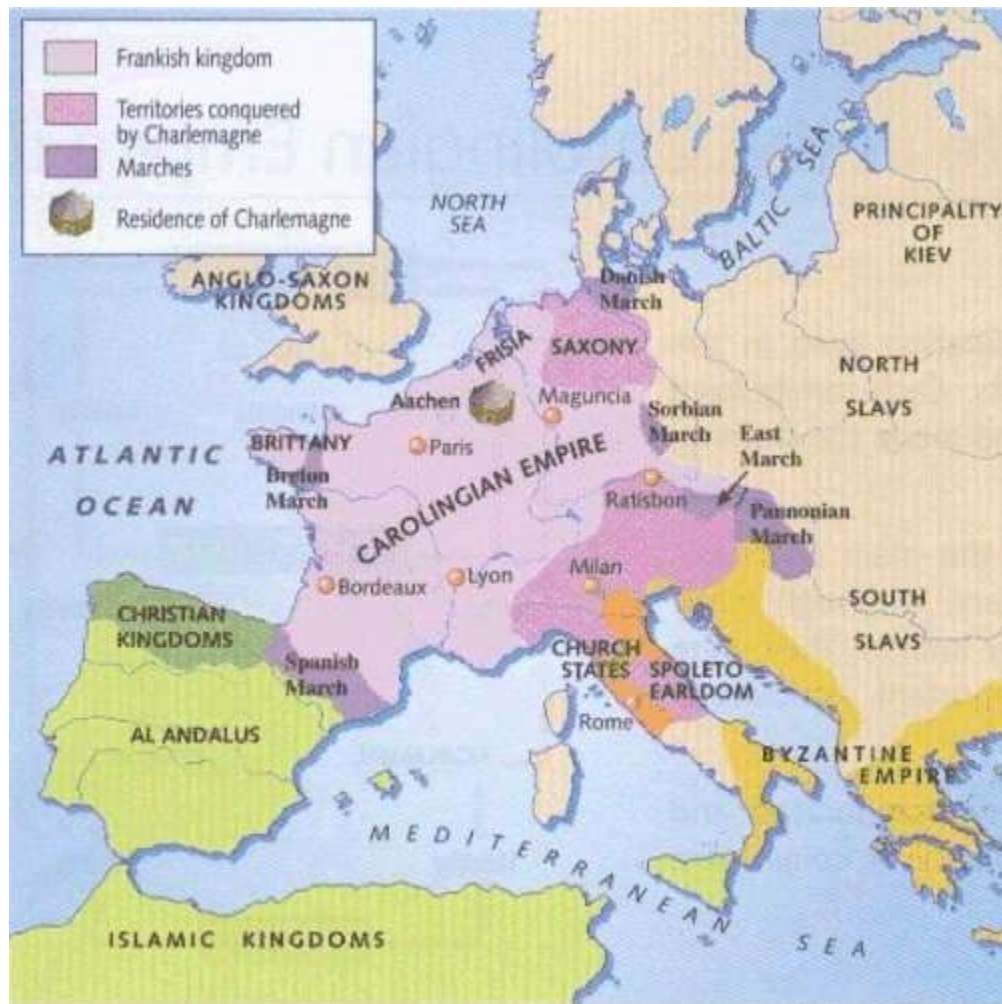 Frankish kingdom
Territories conquered
by Charlemagne
Marches
Residence of Charlemagne
NORTH
SEA
BALTIC SEA
PRINCIPALITY
OF
KIEV
ANGLO-SAXON
KINGDOMS
Danish
March
FRISIA
SAXONY
NORTH
SLAVS
Aachen
Maguncia
Sorbian
March
East
March
BRITTANY
Paris
ATLANTIC
OCEAN
Breton
March
CAROLINGIAN EMPIRE
Ratisbon
Pannonian
March
Bordeaux
Lyon
Milan
SOUTH
SLAVS
CHRISTIAN
KINGDOMS
Spanish
March
CHURCH
STATES
SPOLETO
EARLDOM
Rome
AL ANDALUS
BYZANTINE
EMPIRE
MEDITERRANEAN SEA
ISLAMIC KINGDOMS